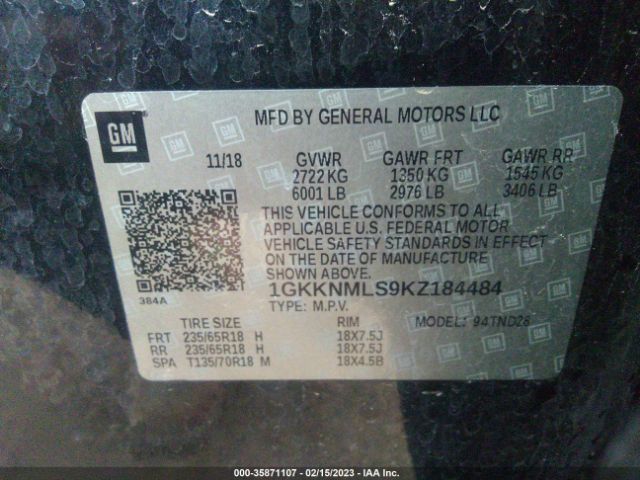 GM
MFD BY GENERAL MOTORS LLC
11/18 GVWR GAWR FRT GAWR RR
2722 KG 1350 KG 1545 KG
6001 LB 2976 LB 3406 LB
THIS VEHICLE CONFORMS TO ALL
APPLICABLE U.S. FEDERAL MOTOR
VEHICLE SAFETY STANDARDS IN EFFECT
ON THE DATE OF MANUFACTURE
SHOWN ABOVE.
384A
1GKKNMLS9KZ184484
TYPE: M.P.V.
TIRE SIZE RIM MODEL: 94TND26
FRT 235/65R18 H 18X7.5J
RR 235/65R18 H 18X7.5J
SPA T135/70R18 M 18X4.5B
000-35871107 - 02/15/2023 - IAA Inc.